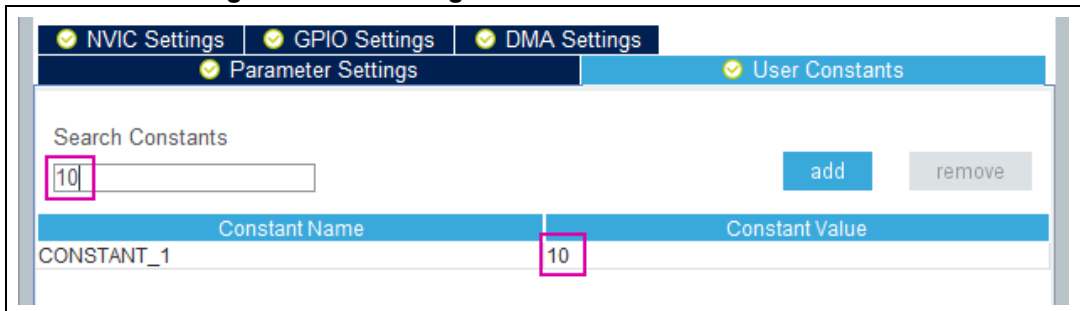 NVIC Settings GPIO Settings DMA Settings
Parameter Settings User Constants
Search Constants
10
add remove
Constant Name Constant Value
CONSTANT_1 10